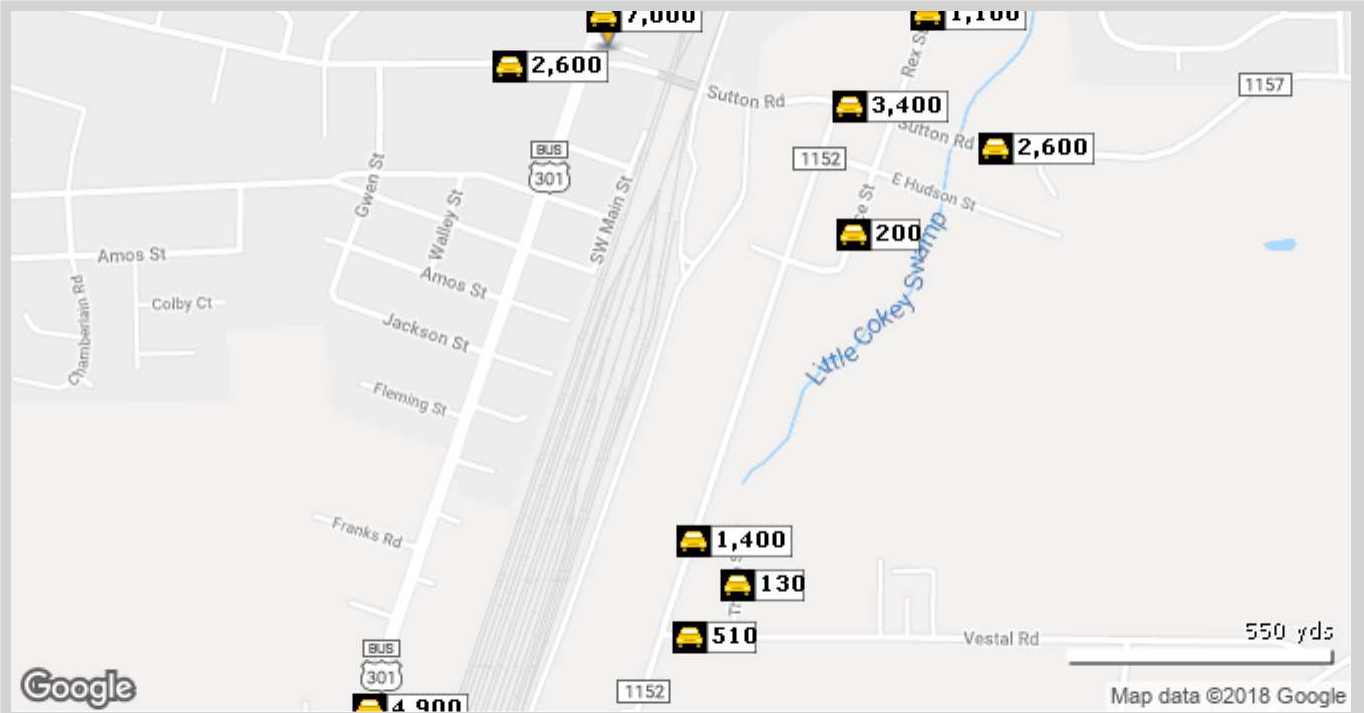 7,000
1,100
2,600
Rex St
Sutton Rd
3,400
1157
Sutton Rd
2,600
BUS
301
1152
Gwen St
Walley St
SW Main St
E Hudson St
200
Amos St
Amos St
Colby Ct
Chamberlain Rd
Jackson St
Little Cokey Swamp
Fleming St
Franks Rd
1,400
130
510
Vestal Rd
550 yds
BUS
301
1152
4,900
Google
Map data ©2018 Google